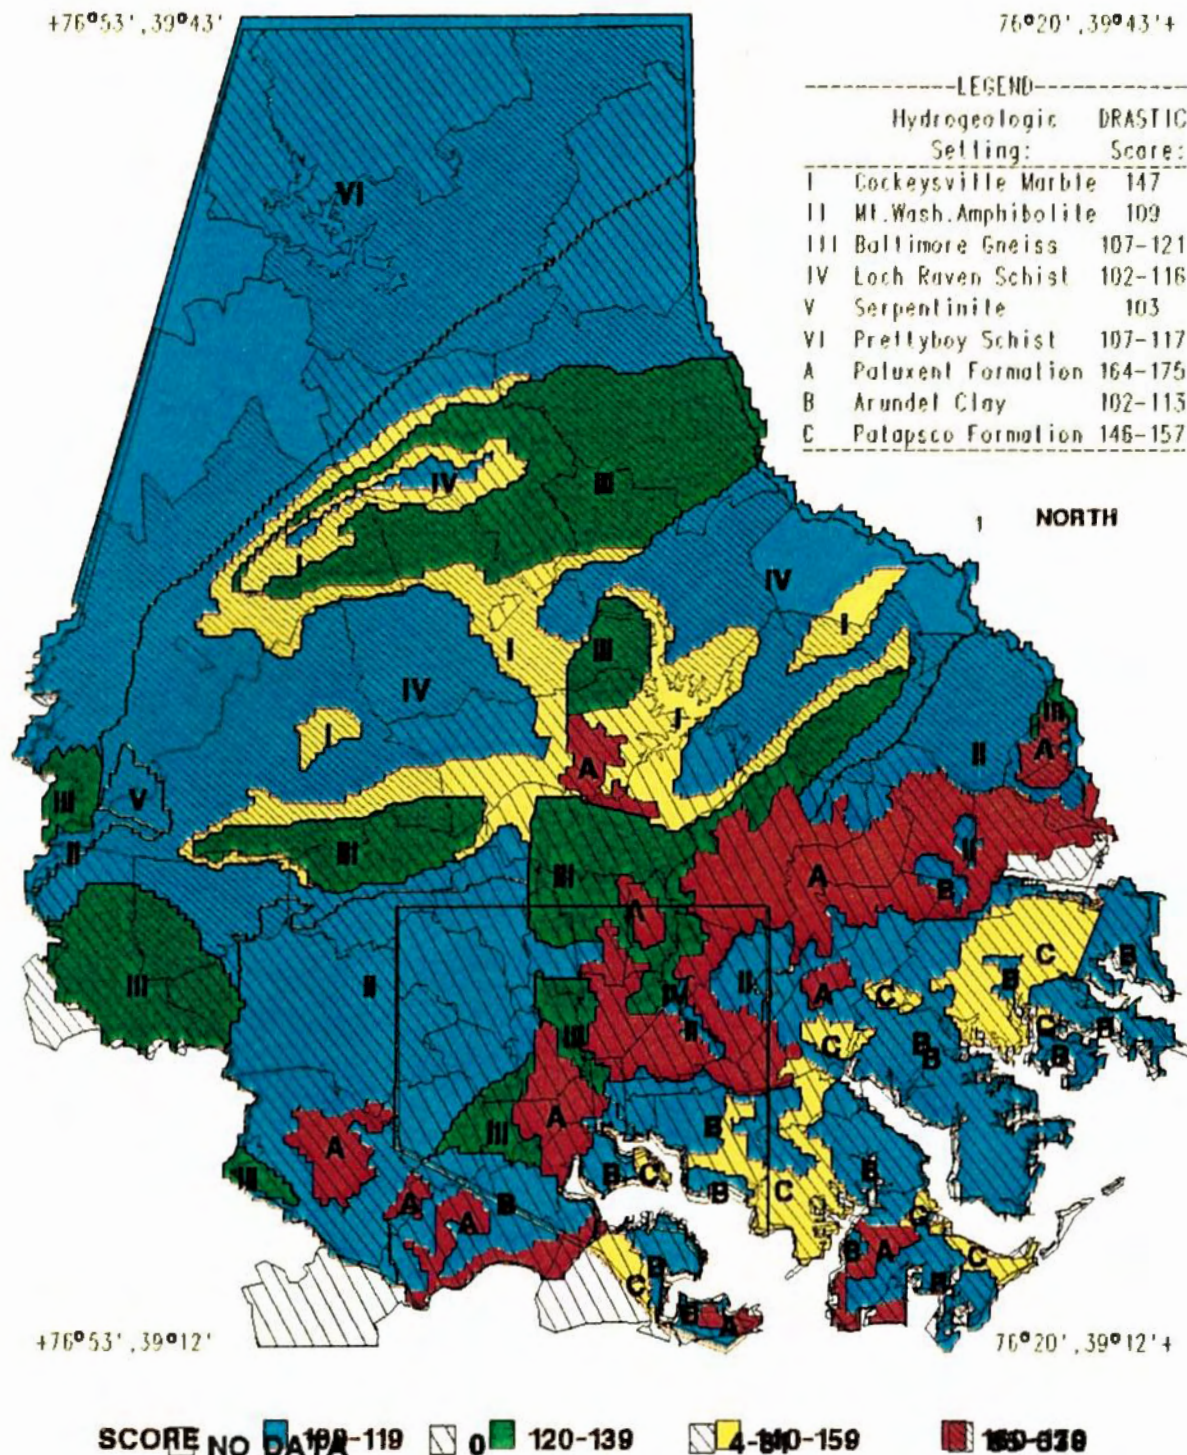 +76°53',39°43'
76°20',39°43'+
LEGEND
Hydrogeologic DRASTIC
Setting: Score:
I Cockeysville Marble 147
II Mt.Wash.Amphibolite 109
III Baltimore Gneiss 107-121
IV Loch Raven Schist 102-116
V Serpentinite 103
VI Prettyboy Schist 107-117
A Patuxent Formation 164-175
B Arundel Clay 102-113
C Patapsco Formation 146-157
VI
IV
III
I
NORTH
IV
I
III
I
IV
I
I
III
II
A
A
III
V
II
III
III
A
II
B
A
C
B
III
II
II
A
C
B
IV
C
B
III
II
C
B
B
B
A
III
B
A
III
B
C
B
C
B
A
A
B
C
B
A
C
C
B
B
B
A
+76°53',39°12'
76°20',39°12'+
SCORE NO DATA 100-119 0 120-139 140-159